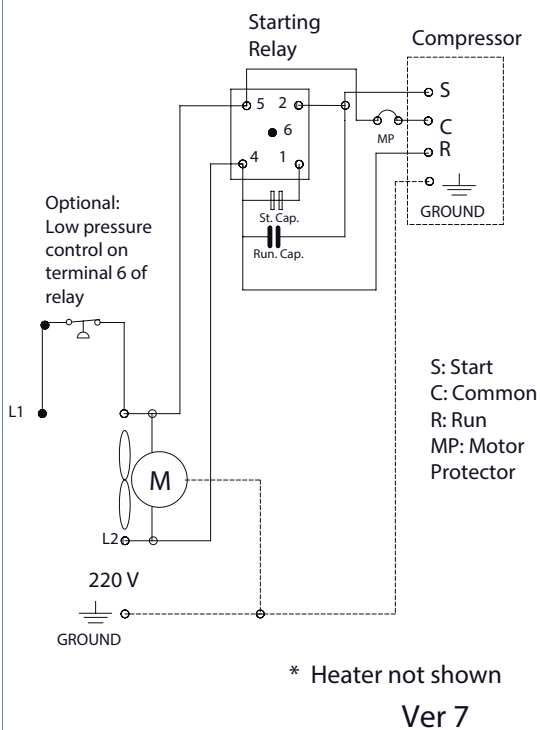 Starting
Relay
Compressor
5
2
6
4
1
S
C
R
MP
GROUND
St. Cap.
Run. Cap.
Optional:
Low pressure
control on
terminal 6 of
relay
L1
M
L2
220 V
GROUND
S: Start
C: Common
R: Run
MP: Motor
Protector
* Heater not shown
Ver 7